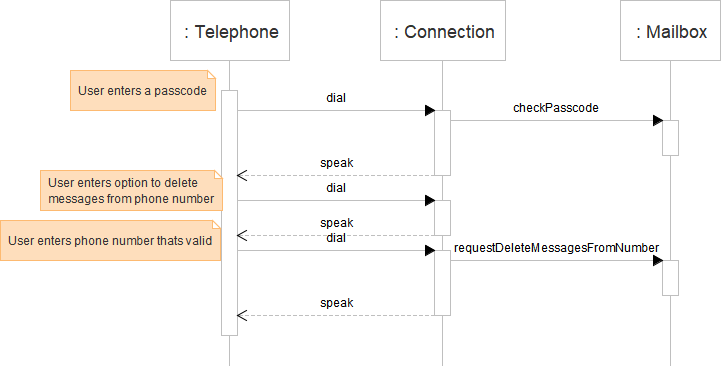 : Telephone
: Connection
: Mailbox
User enters a passcode
dial
checkPasscode
speak
User enters option to delete
messages from phone number
dial
speak
User enters phone number thats valid
dial
requestDeleteMessagesFromNumber
speak